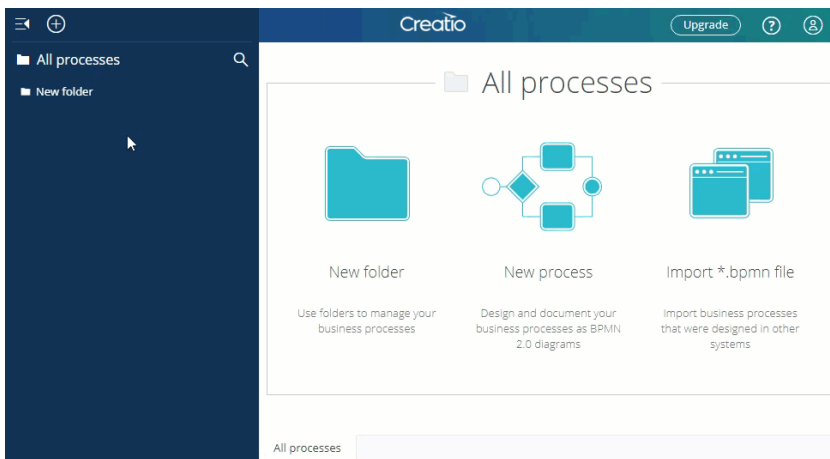 Creatio
Upgrade
All processes
New folder
All processes
New folder
Use folders to manage your
business processes
New process
Design and document your
business processes as BPMN
2.0 diagrams
Import *.bpmn file
Import business processes
that were designed in other
systems
All processes